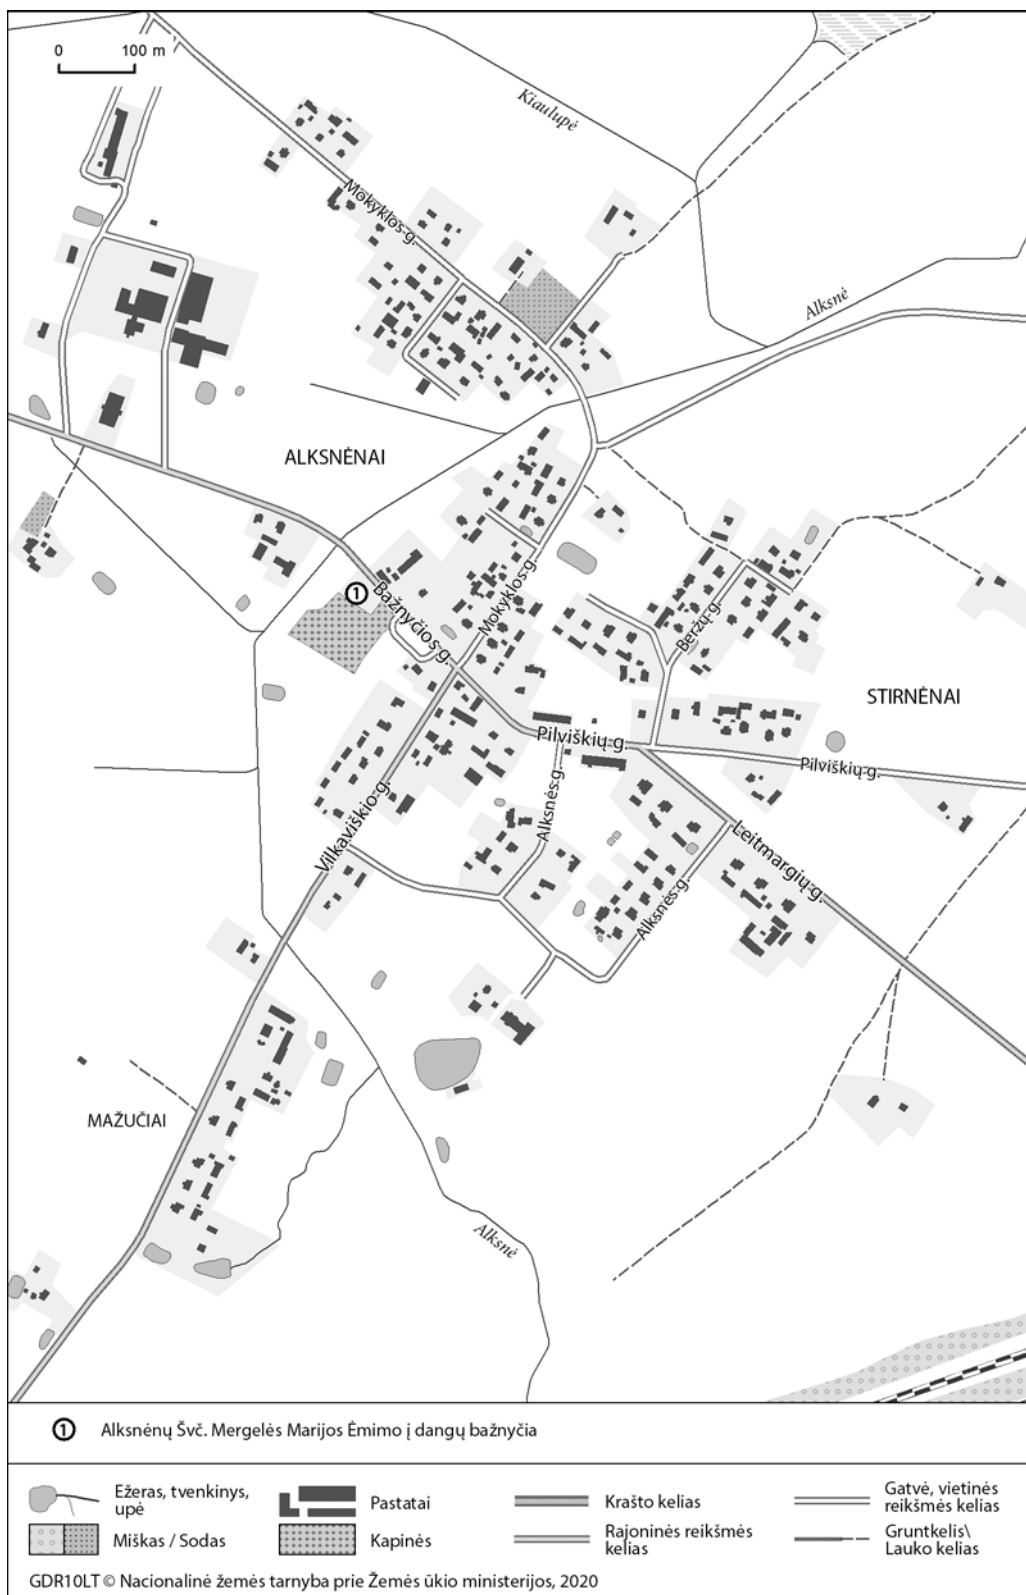 0 100 m
Kiaulupė
Mokyklos g.
Alksnė
ALKSNĖNAI
1
Bažnyčios g.
Mokyklos g.
Beržų g.
STIRNĖNAI
Pilviškių g.
Pilviškių g.
Vilkaviškio g.
Alksnės g.
Leitmargių g.
Alksnės g.
MAŽUČIAI
Alksnė
1 Alksnėnų Švč. Mergelės Marijos Ėmimo į dangų bažnyčia
Ežeras, tvenkinys,
upė
Pastatai
Krašto kelias
Gatvė, vietinės
reikšmės kelias
Miškas / Sodas
Kapinės
Rajoninės reikšmės
kelias
Gruntkelis\
Lauko kelias
GDR10LT © Nacionalinė žemės tarnyba prie Žemės ūkio ministerijos, 2020